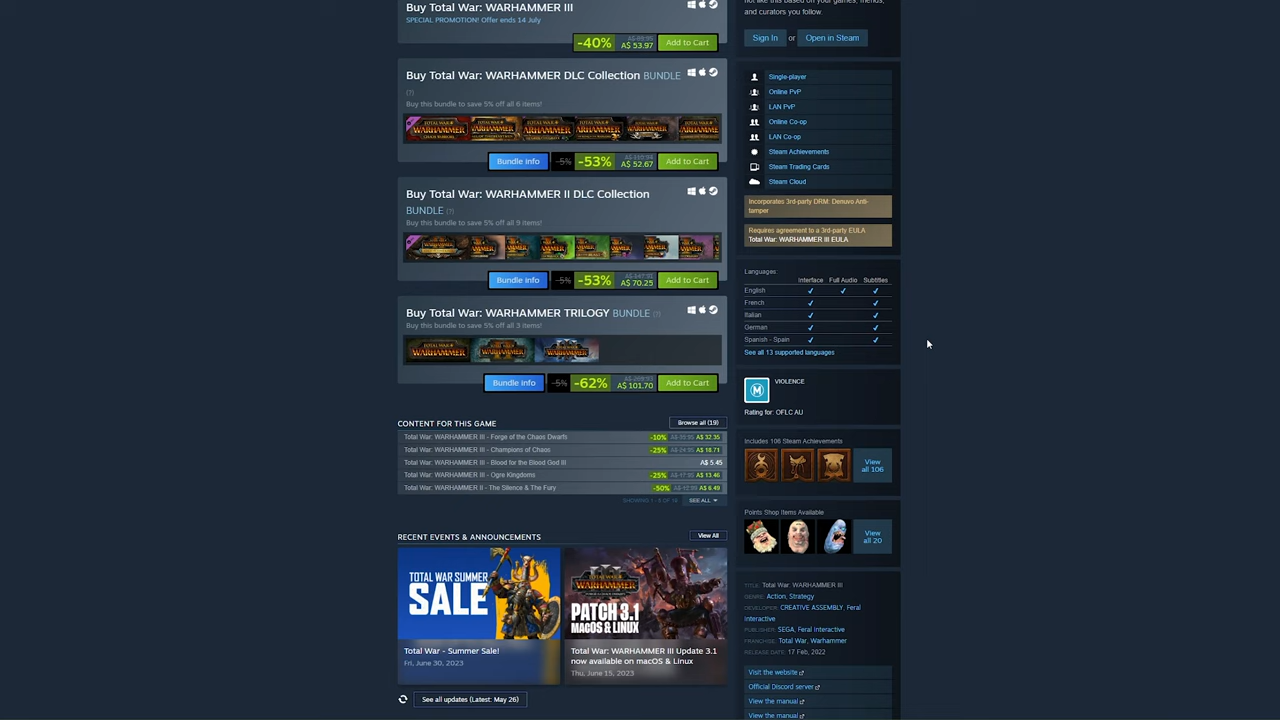 Buy Total War: WARHAMMER III
SPECIAL PROMOTION! Offer ends 14 July
-40%
A$ 89.95
A$ 53.97
Add to Cart
Buy Total War: WARHAMMER DLC Collection BUNDLE
(?)
Buy this bundle to save 5% off all 6 items!
Bundle info
-5%
-53%
A$ 52.67
Add to Cart
Buy Total War: WARHAMMER II DLC Collection
BUNDLE (?)
Buy this bundle to save 5% off all 9 items!
Bundle info
-5%
-53%
A$ 70.25
Add to Cart
Buy Total War: WARHAMMER TRILOGY BUNDLE (?)
Buy this bundle to save 5% off all 3 items!
Bundle info
-5%
-62%
A$ 101.70
Add to Cart
CONTENT FOR THIS GAME
Browse all (19)
Total War: WARHAMMER III - Forge of the Chaos Dwarfs
-10%
A$ 32.35
Total War: WARHAMMER III - Champions of Chaos
-25%
A$ 18.71
Total War: WARHAMMER III - Blood for the Blood God III
A$ 5.45
Total War: WARHAMMER III - Ogre Kingdoms
-25%
A$ 13.46
Total War: WARHAMMER II - The Silence & The Fury
-50%
A$ 6.49
SEE ALL
RECENT EVENTS & ANNOUNCEMENTS
View All
TOTAL WAR SUMMER
SALE
Total War - Summer Sale!
Fri, June 30, 2023
WARHAMMER
PATCH 3.1
MACOS & LINUX
Total War: WARHAMMER III Update 3.1
now available on macOS & Linux
Thu, June 15, 2023
See all updates (Latest: May 26)
not like this based on your games, friends,
and curators you follow.
Sign In or Open in Steam
Single-player
Online PvP
LAN PvP
Online Co-op
LAN Co-op
Steam Achievements
Steam Trading Cards
Steam Cloud
Incorporates 3rd-party DRM: Denuvo Anti-
tamper
Requires agreement to a 3rd-party EULA
Total War: WARHAMMER III EULA
Languages:
Interface Full Audio Subtitles
English
French
Italian
German
Spanish - Spain
See all 13 supported languages
M
VIOLENCE
Rating for: OFLC AU
Includes 106 Steam Achievements
View
all 106
Points Shop Items Available
View
all 20
TITLE: Total War: WARHAMMER III
GENRE: Action, Strategy
DEVELOPER: CREATIVE ASSEMBLY, Feral
Interactive
PUBLISHER: SEGA, Feral Interactive
FRANCHISE: Total War, Warhammer
RELEASE DATE: 17 Feb, 2022
Visit the website
Official Discord server
View the manual
View the manual